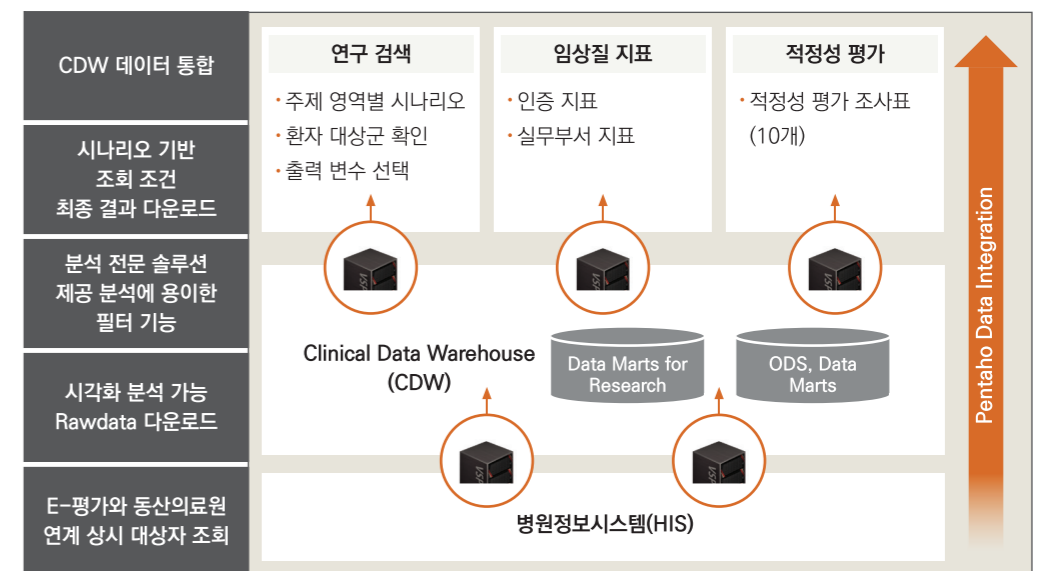 CDW 데이터 통합
시나리오 기반
조회 조건
최종 결과 다운로드
분석 전문 솔루션
제공 분석에 용이한
필터 기능
시각화 분석 가능
Rawdata 다운로드
E-평가와 동산의료원
연계 상시 대상자 조회
연구 검색
· 주제 영역별 시나리오
· 환자 대상군 확인
· 출력 변수 선택
임상질 지표
· 인증 지표
· 실무부서 지표
적정성 평가
· 적정성 평가 조사표
(10개)
Clinical Data Warehouse
(CDW)
Data Marts for
Research
ODS, Data
Marts
병원정보시스템(HIS)
Pentaho Data Integration